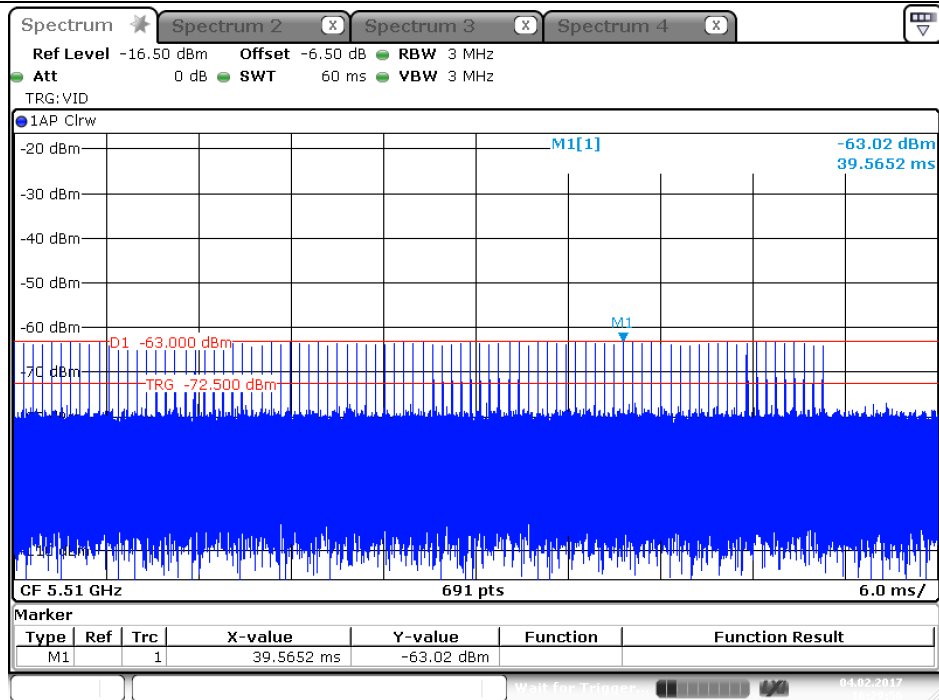 Spectrum Spectrum 2 X Spectrum 3 X Spectrum 4 X
Ref Level -16.50 dBm Offset -6.50 dB RBW 3 MHz
Att 0 dB SWT 60 ms VBW 3 MHz
TRG:VID
1AP Clrw
-20 dBm M1[1] -63.02 dBm
39.5652 ms
-30 dBm
-40 dBm
-50 dBm
-60 dBm M1
D1 -63.000 dBm
-70 dBm
TRG -72.500 dBm
CF 5.51 GHz 691 pts 6.0 ms/
Marker
Type Ref Trc X-value Y-value Function Function Result
M1 1 39.5652 ms -63.02 dBm
Wait for Trigger... 04.02.2017